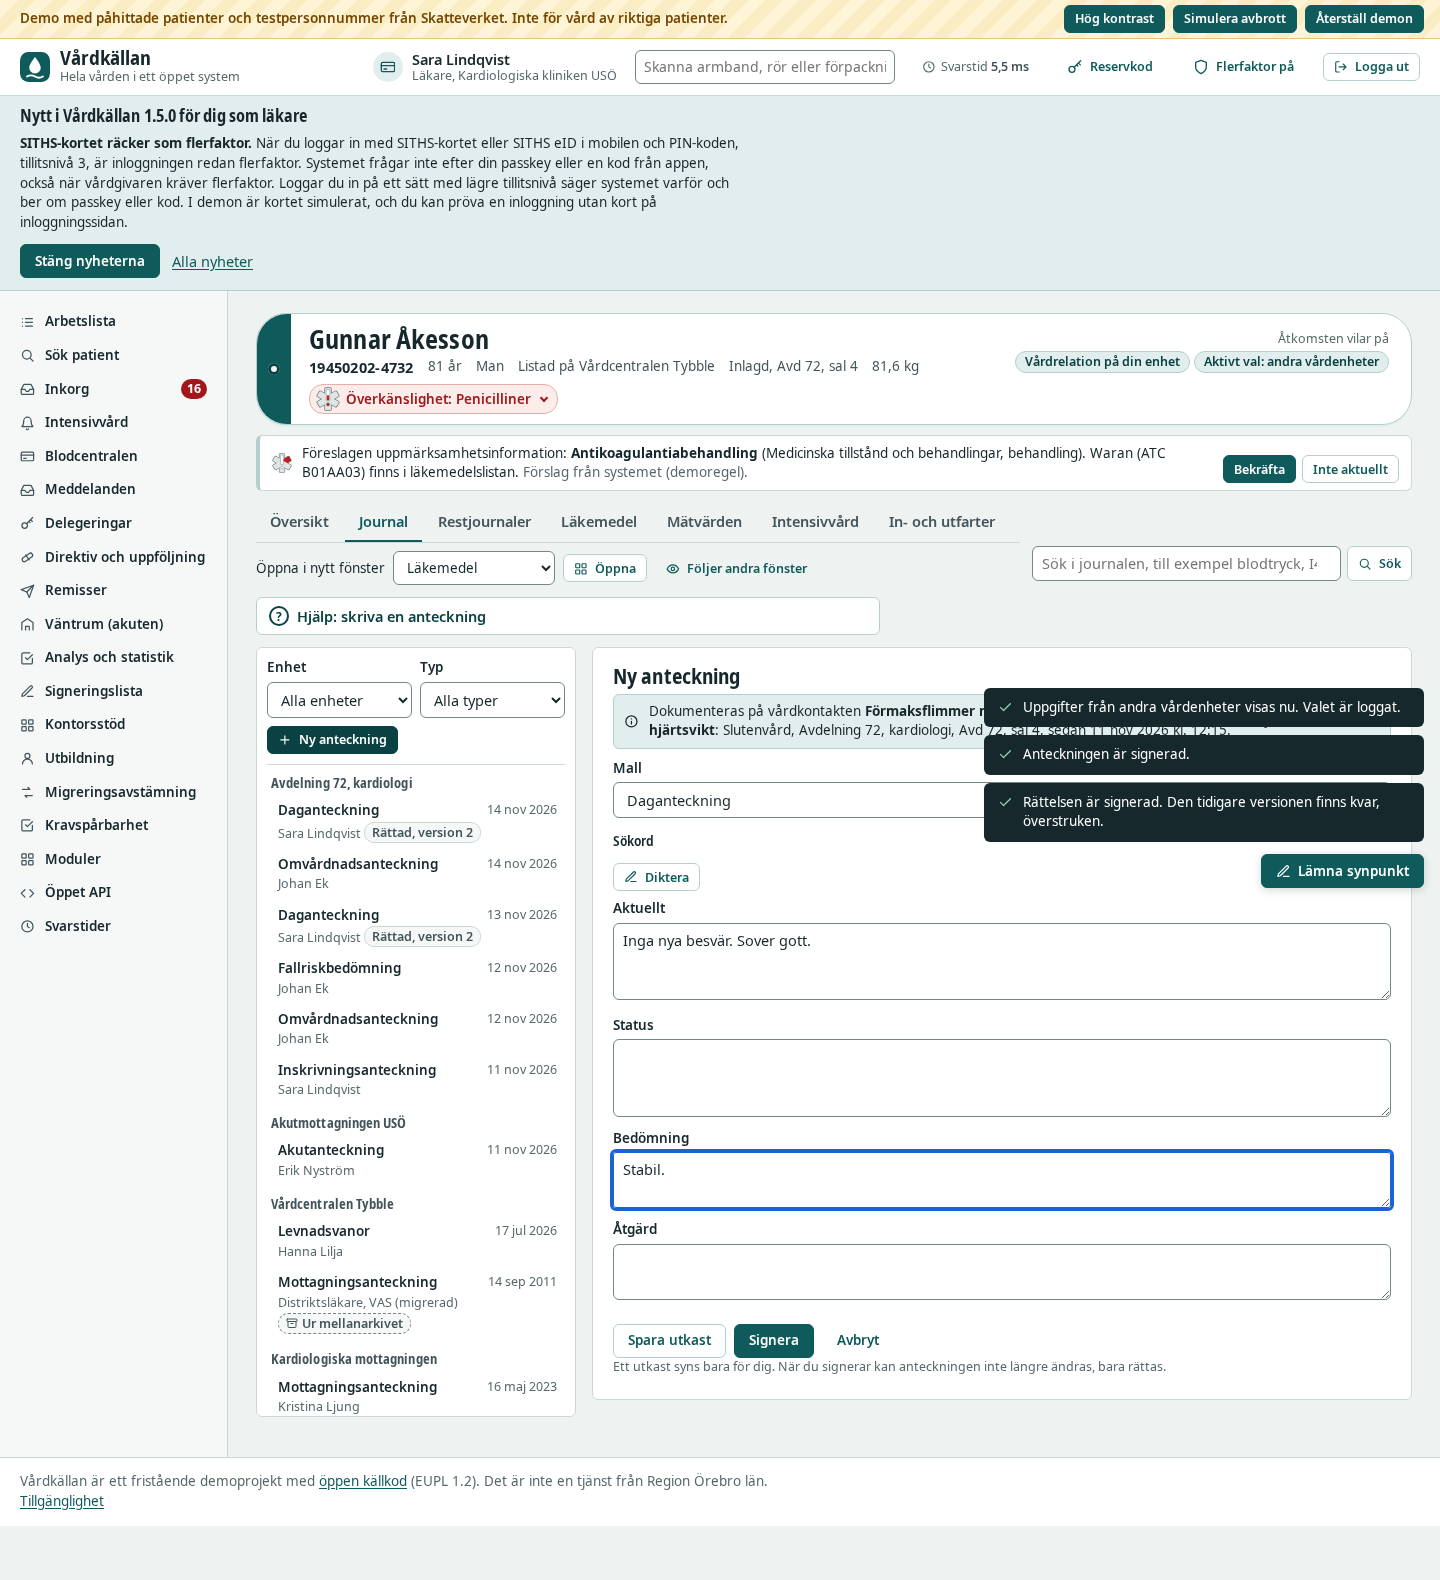 Demo med påhittade patienter och testpersonnummer från Skatteverket. Inte för vård av riktiga patienter.
Hög kontrast
Simulera avbrott
Återställ demon
Vårdkällan
Hela vården i ett öppet system
Sara Lindqvist
Läkare, Kardiologiska kliniken USÖ
Skanna armband, rör eller förpackni
Svarstid 5,5 ms
Reservkod
Flerfaktor på
Logga ut
Nytt i Vårdkällan 1.5.0 för dig som läkare
SITHS-kortet räcker som flerfaktor. När du loggar in med SITHS-kortet eller SITHS eID i mobilen och PIN-koden,
tillitsnivå 3, är inloggningen redan flerfaktor. Systemet frågar inte efter din passkey eller en kod från appen,
också när vårdgivaren kräver flerfaktor. Loggar du in på ett sätt med lägre tillitsnivå säger systemet varför och
ber om passkey eller kod. I demon är kortet simulerat, och du kan pröva en inloggning utan kort på
inloggningssidan.
Stäng nyheterna
Alla nyheter
Arbetslista
Sök patient
Inkorg
16
Intensivvård
Blodcentralen
Meddelanden
Delegeringar
Direktiv och uppföljning
Remisser
Väntrum (akuten)
Analys och statistik
Signeringslista
Kontorsstöd
Utbildning
Migreringsavstämning
Kravspårbarhet
Moduler
Öppet API
Svarstider
Gunnar Åkesson
19450202-4732 81 år Man Listad på Vårdcentralen Tybble Inlagd, Avd 72, sal 4 81,6 kg
Överkänslighet: Penicilliner
Åtkomsten vilar på
Vårdrelation på din enhet
Aktivt val: andra vårdenheter
Föreslagen uppmärksamhetsinformation: Antikoagulantiabehandling (Medicinska tillstånd och behandlingar, behandling). Waran (ATC
B01AA03) finns i läkemedelslistan. Förslag från systemet (demoregel).
Bekräfta
Inte aktuellt
Översikt
Journal
Restjournaler
Läkemedel
Mätvärden
Intensivvård
In- och utfarter
Öppna i nytt fönster
Läkemedel
Öppna
Följer andra fönster
Sök i journalen, till exempel blodtryck, I4
Sök
? Hjälp: skriva en anteckning
Enhet
Typ
Alla enheter
Alla typer
Ny anteckning
Avdelning 72, kardiologi
Daganteckning 14 nov 2026
Sara Lindqvist Rättad, version 2
Omvårdnadsanteckning 14 nov 2026
Johan Ek
Daganteckning 13 nov 2026
Sara Lindqvist Rättad, version 2
Fallriskbedömning 12 nov 2026
Johan Ek
Omvårdnadsanteckning 12 nov 2026
Johan Ek
Inskrivningsanteckning 11 nov 2026
Sara Lindqvist
Akutmottagningen USÖ
Akutanteckning 11 nov 2026
Erik Nyström
Vårdcentralen Tybble
Levnadsvanor 17 jul 2026
Hanna Lilja
Mottagningsanteckning 14 sep 2011
Distriktsläkare, VAS (migrerad)
Ur mellanarkivet
Kardiologiska mottagningen
Mottagningsanteckning 16 maj 2023
Kristina Ljung
Ny anteckning
Dokumenteras på vårdkontakten Förmaksflimmer
hjärtsvikt: Slutenvård, Avdelning 72, kardiologi, Avd 72, sal 4, sedan 11 nov 2026 kl. 12:15.
Uppgifter från andra vårdenheter visas nu. Valet är loggat.
Anteckningen är signerad.
Rättelsen är signerad. Den tidigare versionen finns kvar,
överstruken.
Mall
Daganteckning
Sökord
Lämna synpunkt
Diktera
Aktuellt
Inga nya besvär. Sover gott.
Status
Bedömning
Stabil.
Åtgärd
Spara utkast
Signera
Avbryt
Ett utkast syns bara för dig. När du signerar kan anteckningen inte längre ändras, bara rättas.
Vårdkällan är ett fristående demoprojekt med öppen källkod (EUPL 1.2). Det är inte en tjänst från Region Örebro län.
Tillgänglighet